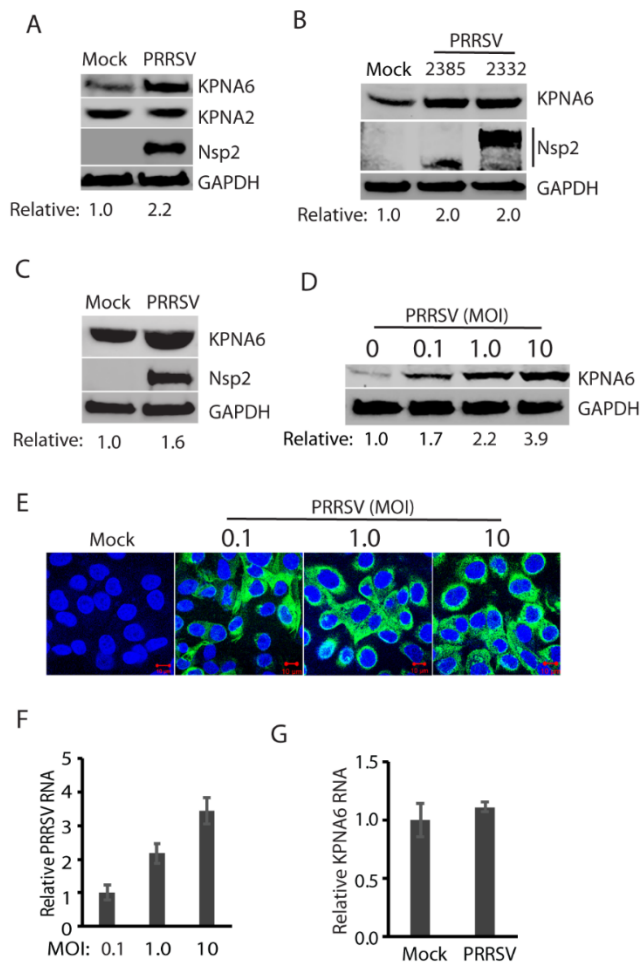 A
Mock PRRSV
KPNA6
KPNA2
Nsp2
GAPDH
Relative: 1.0 2.2
B
PRRSV
Mock 2385 2332
KPNA6
Nsp2
GAPDH
Relative: 1.0 2.0 2.0
C
Mock PRRSV
KPNA6
Nsp2
GAPDH
Relative: 1.0 1.6
D
PRRSV (MOI)
0 0.1 1.0 10
KPNA6
GAPDH
Relative: 1.0 1.7 2.2 3.9
E
PRRSV (MOI)
Mock 0.1 1.0 10
F
Relative PRRSV RNA
5
4
3
2
1
0
MOI: 0.1 1.0 10
G
Relative KPNA6 RNA
1.5
1.0
0.5
0.0
Mock PRRSV